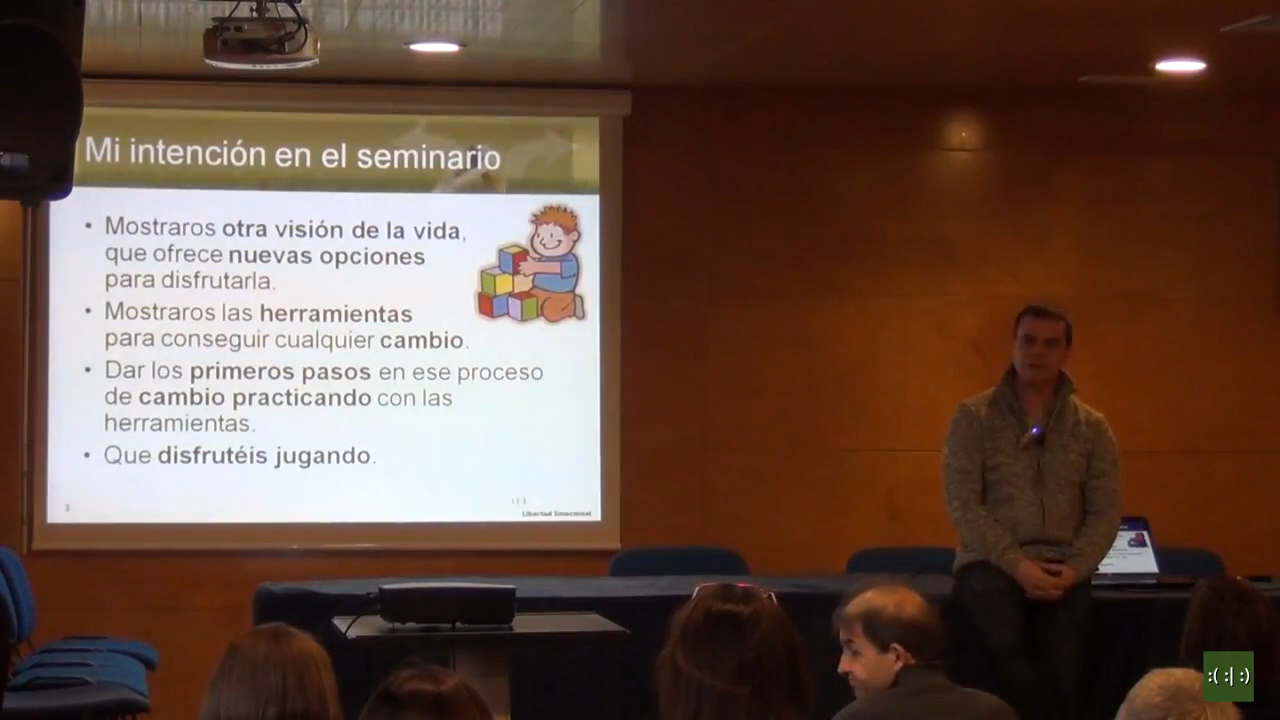 Mi intención en el seminario
• Mostraros otra visión de la vida,
que ofrece nuevas opciones
para disfrutarla.
• Mostraros las herramientas
para conseguir cualquier cambio.
• Dar los primeros pasos en ese proceso
de cambio practicando con las
herramientas.
• Que disfrutéis jugando.
3
Libertad Emocional
:( :| :)